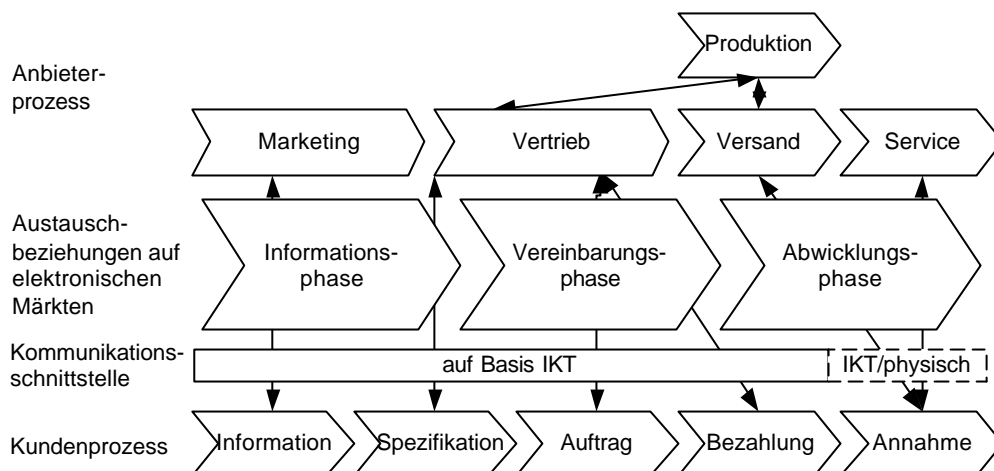 Produktion
Anbieter-
prozess
Marketing
Vertrieb
Versand
Service
Austausch-
beziehungen auf
elektronischen
Märkten
Informations-
phase
Vereinbarungs-
phase
Abwicklungs-
phase
Kommunikations-
schnittstelle
auf Basis IKT
IKT/physisch
Kundenprozess
Information
Spezifikation
Auftrag
Bezahlung
Annahme